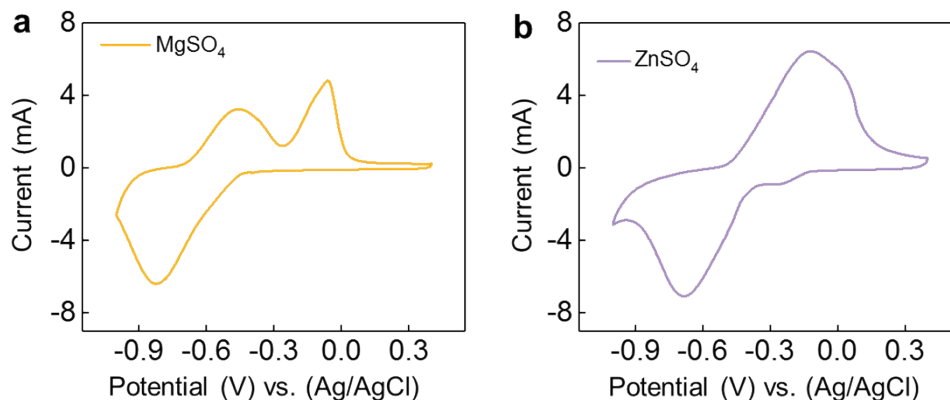 a
MgSO4
8
4
0
-4
-8
Current (mA)
-0.9 -0.6 -0.3 0.0 0.3
Potential (V) vs. (Ag/AgCl)
b
ZnSO4
8
4
0
-4
-8
Current (mA)
-0.9 -0.6 -0.3 0.0 0.3
Potential (V) vs. (Ag/AgCl)